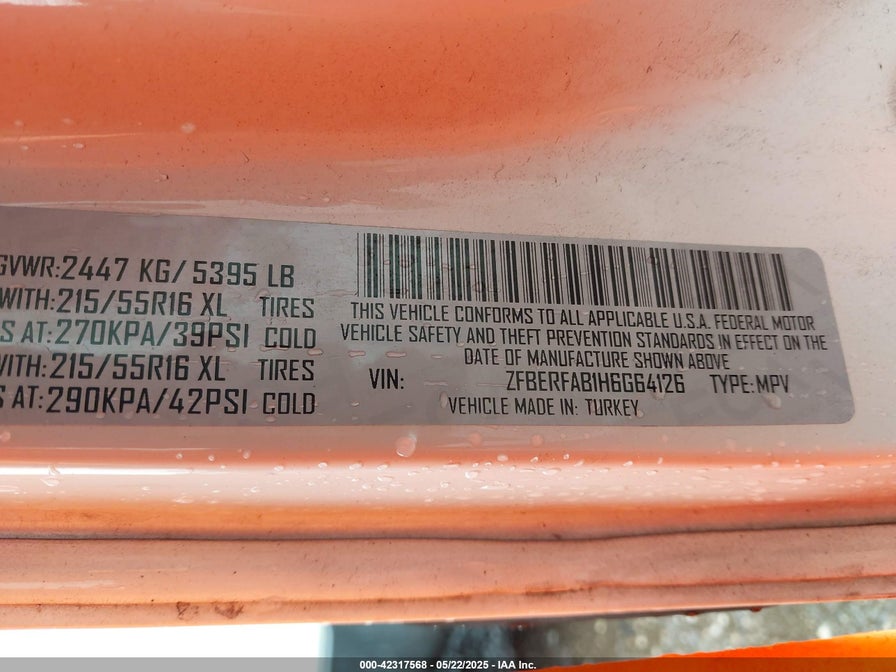 GVWR:2447 KG/ 5395 LB
WITH:215/55R16 XL TIRES
S AT:270KPA/39PSI COLD
WITH:215/55R16 XL TIRES
S AT:290KPA/42PSI COLD
THIS VEHICLE CONFORMS TO ALL APPLICABLE U.S.A. FEDERAL MOTOR
VEHICLE SAFETY AND THEFT PREVENTION STANDARDS IN EFFECT ON THE
DATE OF MANUFACTURE SHOWN ABOVE
VIN: ZFBERFAB1H6G64126 TYPE:MPV
VEHICLE MADE IN: TURKEY
000-42317568 - 05/22/2025 - IAA Inc.